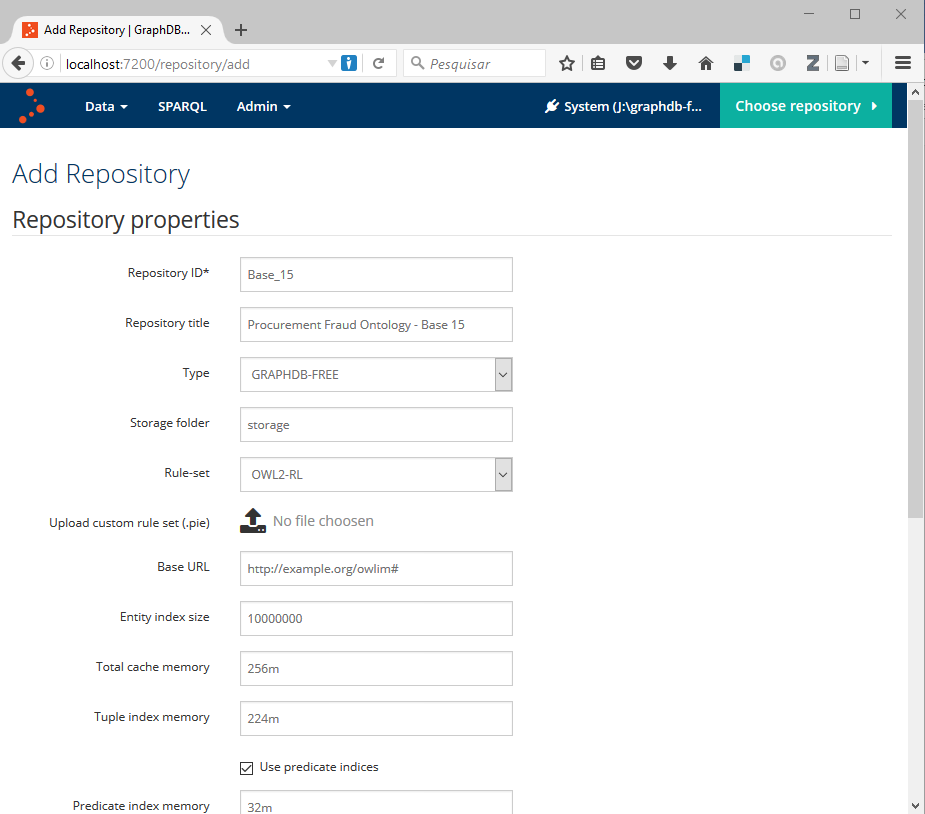 Add Repository | GraphDB...
localhost:7200/repository/add
Pesquisar
Data SPARQL Admin System (J:\graphdb-f... Choose repository
Add Repository
Repository properties
Repository ID* Base_15
Repository title Procurement Fraud Ontology - Base 15
Type GRAPHDB-FREE
Storage folder storage
Rule-set OWL2-RL
Upload custom rule set (.pie) No file choosen
Base URL http://example.org/owlim#
Entity index size 10000000
Total cache memory 256m
Tuple index memory 224m
Use predicate indices
Predicate index memory 32m